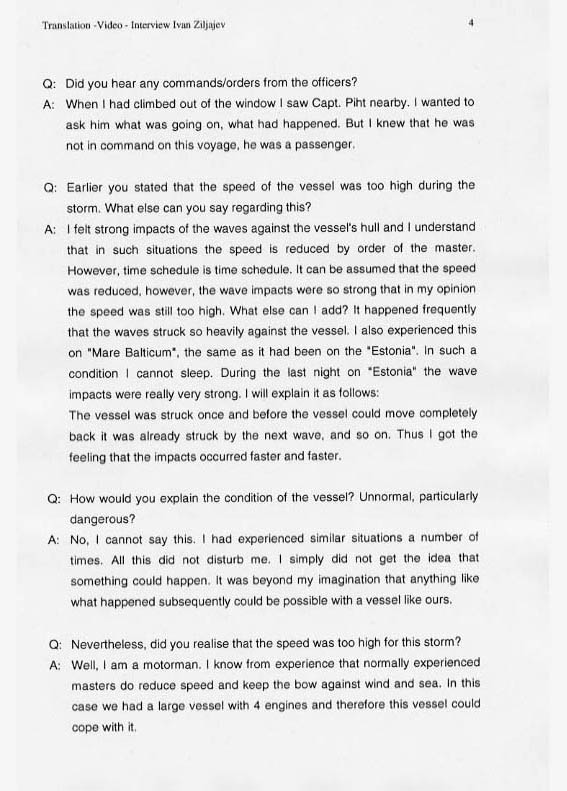 Translation -Video - Interview Ivan Ziljajev 4
Q: Did you hear any commands/orders from the officers?
A: When I had climbed out of the window I saw Capt. Piht nearby. I wanted to
ask him what was going on, what had happened. But I knew that he was
not in command on this voyage, he was a passenger.
Q: Earlier you stated that the speed of the vessel was too high during the
storm. What else can you say regarding this?
A: I felt strong impacts of the waves against the vessel's hull and I understand
that in such situations the speed is reduced by order of the master.
However, time schedule is time schedule. It can be assumed that the speed
was reduced, however, the wave impacts were so strong that in my opinion
the speed was still too high. What else can I add? It happened frequently
that the waves struck so heavily against the vessel. I also experienced this
on "Mare Balticum", the same as it had been on the "Estonia". In such a
condition I cannot sleep. During the last night on "Estonia" the wave
impacts were really very strong. I will explain it as follows:
The vessel was struck once and before the vessel could move completely
back it was already struck by the next wave, and so on. Thus I got the
feeling that the impacts occurred faster and faster.
Q: How would you explain the condition of the vessel? Unnormal, particularly
dangerous?
A: No, I cannot say this. I had experienced similar situations a number of
times. All this did not disturb me. I simply did not get the idea that
something could happen. It was beyond my imagination that anything like
what happened subsequently could be possible with a vessel like ours.
Q: Nevertheless, did you realise that the speed was too high for this storm?
A: Well, I am a motorman. I know from experience that normally experienced
masters do reduce speed and keep the bow against wind and sea. In this
case we had a large vessel with 4 engines and therefore this vessel could
cope with it.